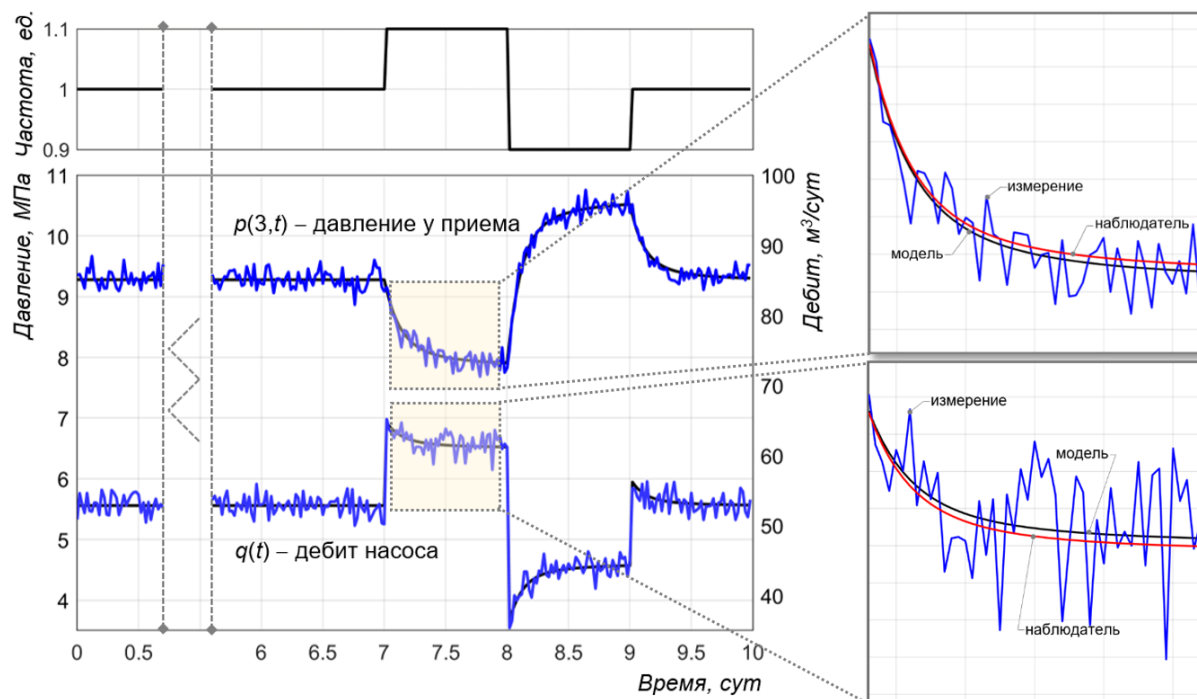 Частота, ед.
1.1
1
0.9
Давление, МПа
11
10
9
8
7
6
5
4
p(3,t) – давление у приема
q(t) – дебит насоса
100
90
80
70
60
50
40
Дебит, м³/сут
0
0.5
6
6.5
7
7.5
8
8.5
9
9.5
10
Время, сут
измерение
наблюдатель
модель
измерение
модель
наблюдатель